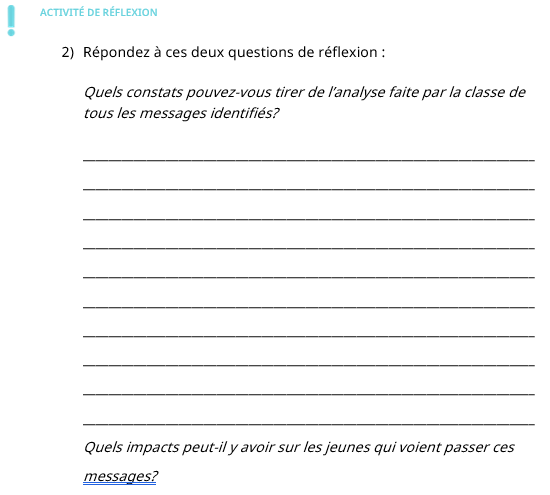 ACTIVITÉ DE RÉFLEXION
2) Répondez à ces deux questions de réflexion :
Quels constats pouvez-vous tirer de l’analyse faite par la classe de
tous les messages identifiés?
Quels impacts peut-il y avoir sur les jeunes qui voient passer ces
messages?